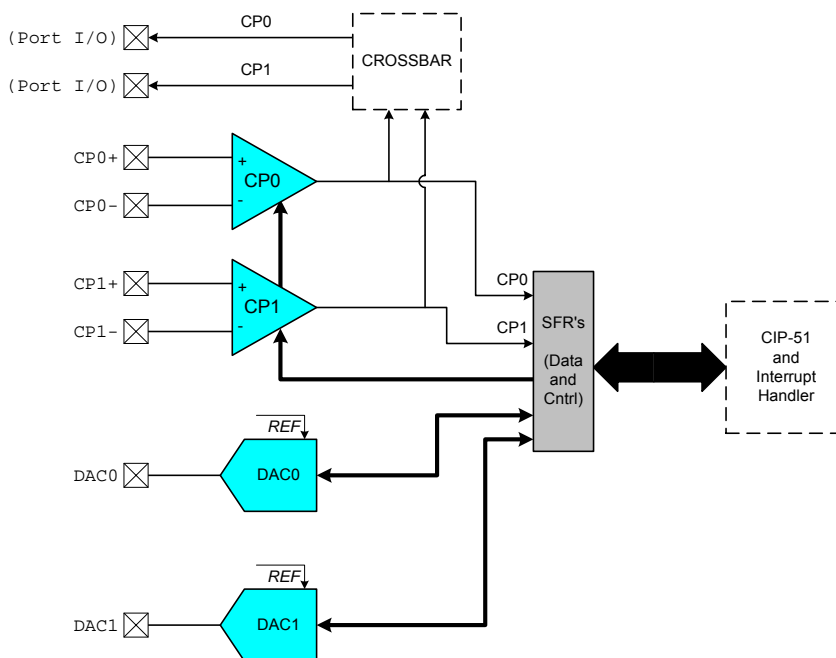 (Port I/O)
CP0
(Port I/O)
CP1
CROSSBAR
CP0+
+
CP0
CP0-
-
CP1+
+
CP1
CP1-
-
CP0
CP1
SFR's
(Data
and
Cntrl)
CIP-51
and
Interrupt
Handler
REF
DAC0
DAC0
REF
DAC1
DAC1